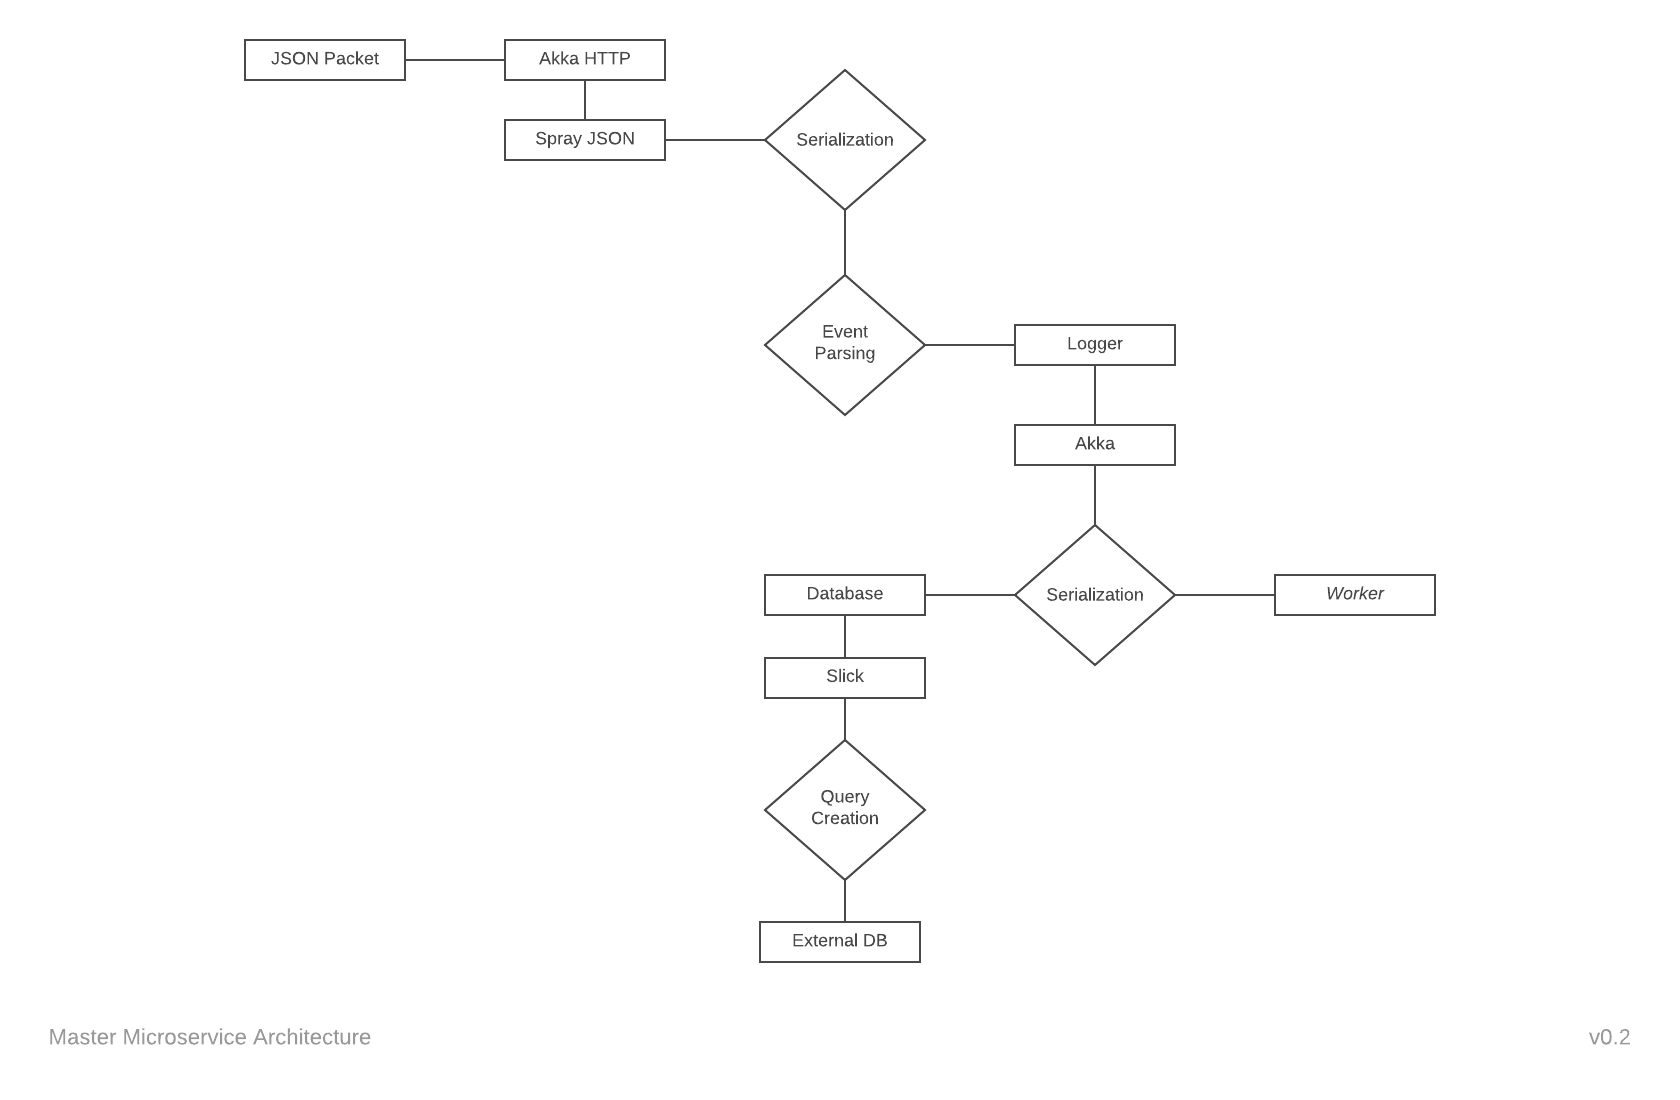 JSON Packet
Akka HTTP
Spray JSON
Serialization
Event
Parsing
Logger
Akka
Database
Serialization
Worker
Slick
Query
Creation
External DB
Master Microservice Architecture
v0.2